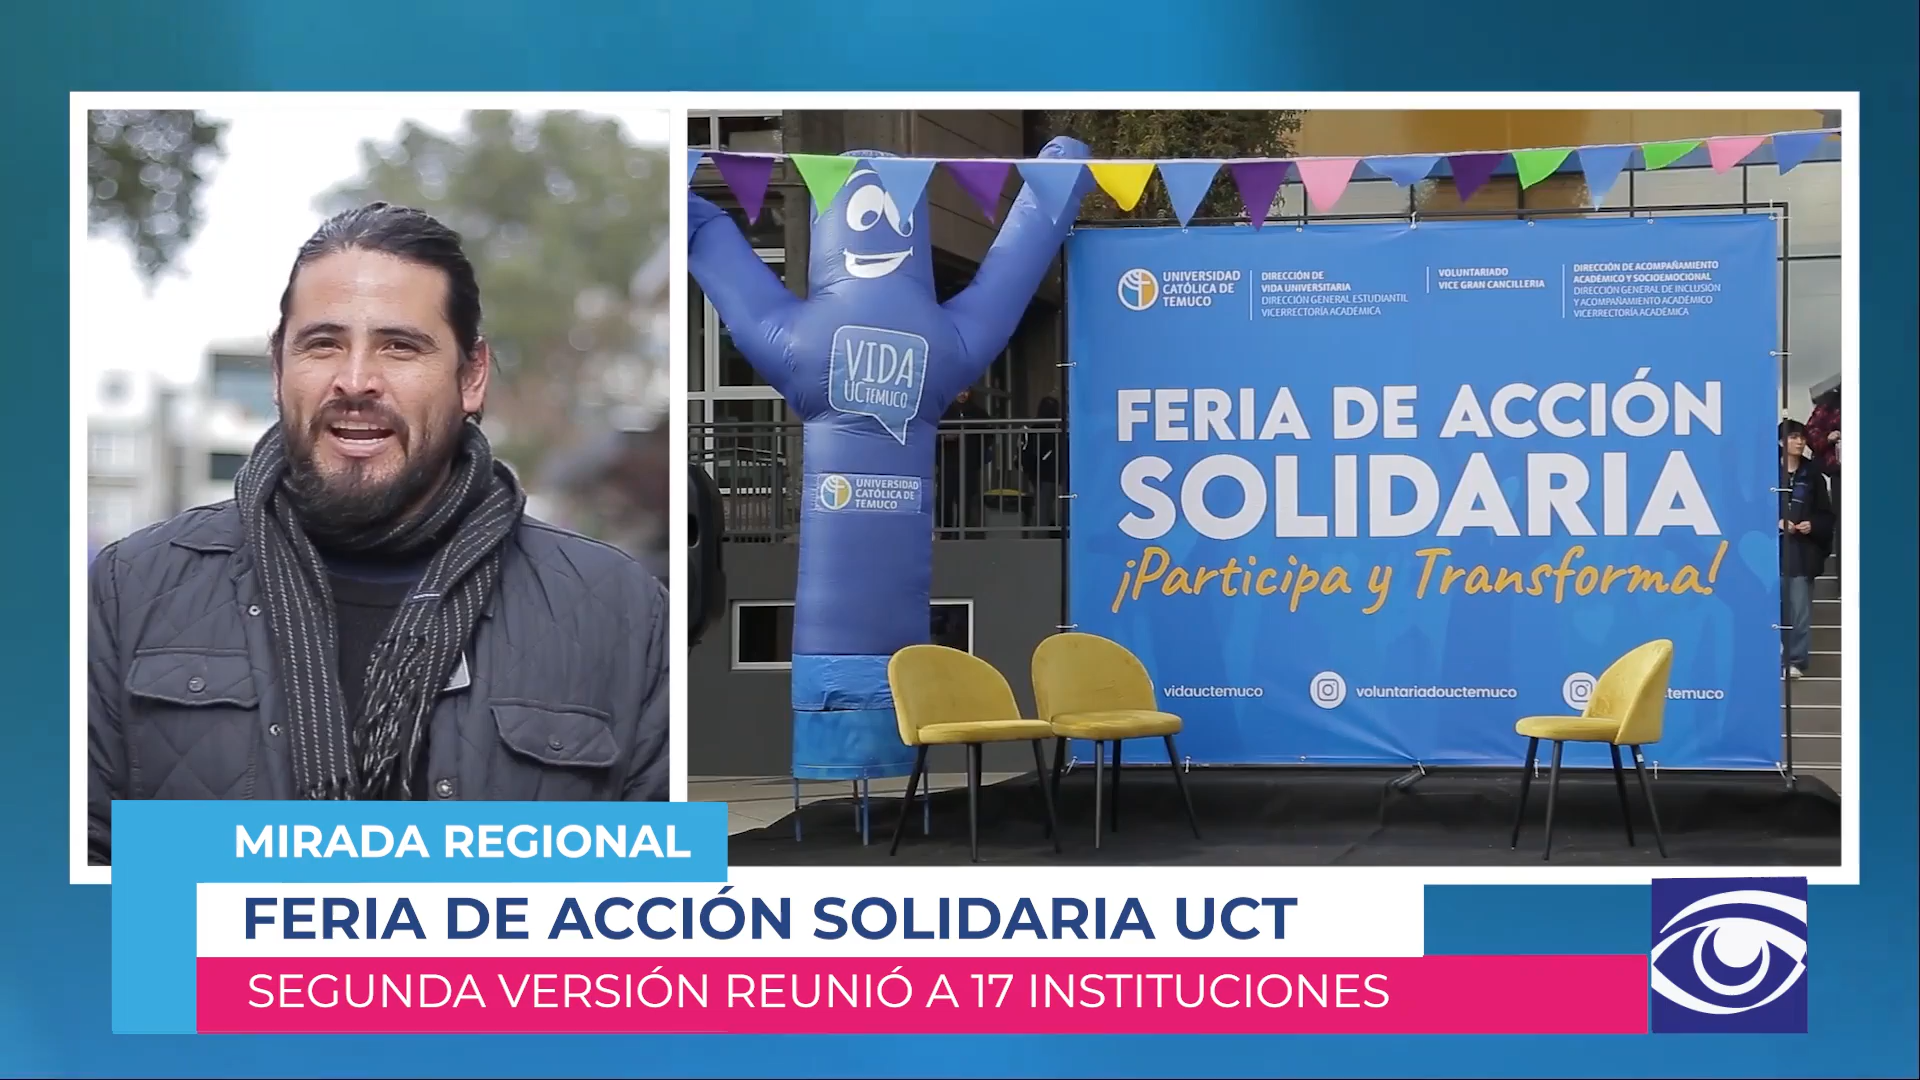 UNIVERSIDAD
CATÓLICA DE
TEMUCO
DIRECCIÓN DE
VIDA UNIVERSITARIA
DIRECCIÓN GENERAL ESTUDIANTIL
VICERRECTORÍA ACADÉMICA
VOLUNTARIADO
VICE GRAN CANCILLERIA
DIRECCIÓN DE ACOMPAÑAMIENTO
ACADÉMICO Y SOCIOEMOCIONAL
DIRECCIÓN GENERAL DE INCLUSIÓN
Y ACOMPAÑAMIENTO ACADÉMICO
VICERRECTORÍA ACADÉMICA
VIDA
UCTEMUCO
UNIVERSIDAD
CATÓLICA DE
TEMUCO
FERIA DE ACCIÓN
SOLIDARIA
¡Participa y Transforma!
vidauctemuco
voluntariadouctemuco
temuco
MIRADA REGIONAL
FERIA DE ACCIÓN SOLIDARIA UCT
SEGUNDA VERSIÓN REUNIÓ A 17 INSTITUCIONES